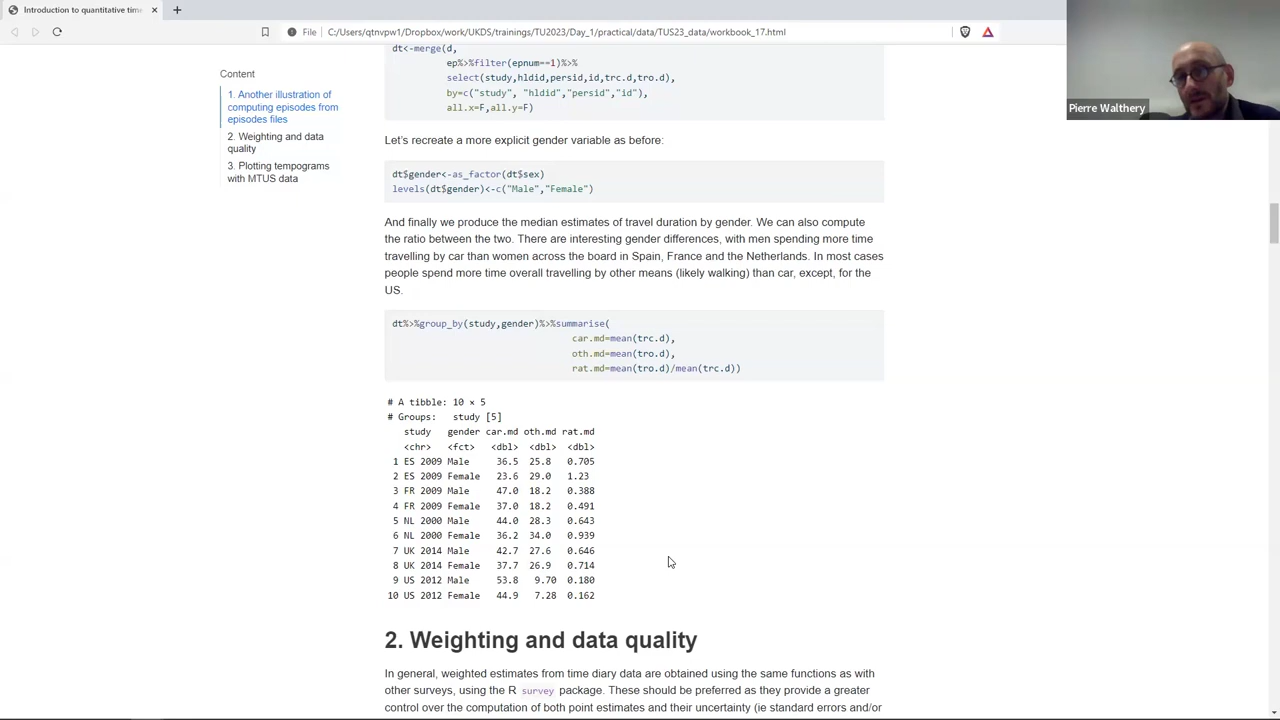 Introduction to quantitative time
File
C:/Users/qtnvpw1/Dropbox/work/UKDS/trainings/TU2023/Day_1/practical/data/TUS23_data/workbook_17.html
Pierre Walthery
Content
1. Another illustration of
computing episodes from
episodes files
2. Weighting and data
quality
3. Plotting tempograms
with MTUS data
dt<-merge(d,
ep%>%filter(epnum==1)%>%
select(study,hldid,persid,id,trc.d,tro.d),
by=c("study", "hldid","persid","id"),
all.x=F,all.y=F)
Let's recreate a more explicit gender variable as before:
dt$gender<-as_factor(dt$sex)
levels(dt$gender)<-c("Male","Female")
And finally we produce the median estimates of travel duration by gender. We can also compute
the ratio between the two. There are interesting gender differences, with men spending more time
travelling by car than women across the board in Spain, France and the Netherlands. In most cases
people spend more time overall travelling by other means (likely walking) than car, except, for the
US.
dt%>%group_by(study,gender)%>%summarise(
car.md=mean(trc.d),
oth.md=mean(tro.d),
rat.md=mean(tro.d)/mean(trc.d))
# A tibble: 10 × 5
# Groups: study [5]
study gender car.md oth.md rat.md
<chr> <fct> <dbl> <dbl> <dbl>
1 ES 2009 Male 36.5 25.8 0.705
2 ES 2009 Female 23.6 29.0 1.23
3 FR 2009 Male 47.0 18.2 0.388
4 FR 2009 Female 37.0 18.2 0.491
5 NL 2000 Male 44.0 28.3 0.643
6 NL 2000 Female 36.2 34.0 0.939
7 UK 2014 Male 42.7 27.6 0.646
8 UK 2014 Female 37.7 26.9 0.714
9 US 2012 Male 53.8 9.70 0.180
10 US 2012 Female 44.9 7.28 0.162
2. Weighting and data quality
In general, weighted estimates from time diary data are obtained using the same functions as with
other surveys, using the R survey package. These should be preferred as they provide a greater
control over the computation of both point estimates and their uncertainty (ie standard errors and/or